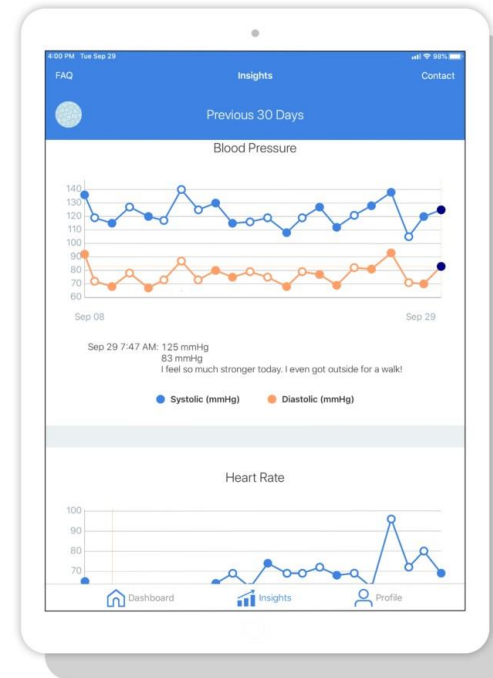 4:00 PM Tue Sep 29
98%
FAQ
Insights
Contact
Previous 30 Days
Blood Pressure
140
130
120
110
100
90
80
70
60
Sep 08
Sep 29
Sep 29 7:47 AM: 125 mmHg
83 mmHg
I feel so much stronger today. I even got outside for a walk!
Systolic (mmHg)
Diastolic (mmHg)
Heart Rate
100
90
80
70
Dashboard
Insights
Profile